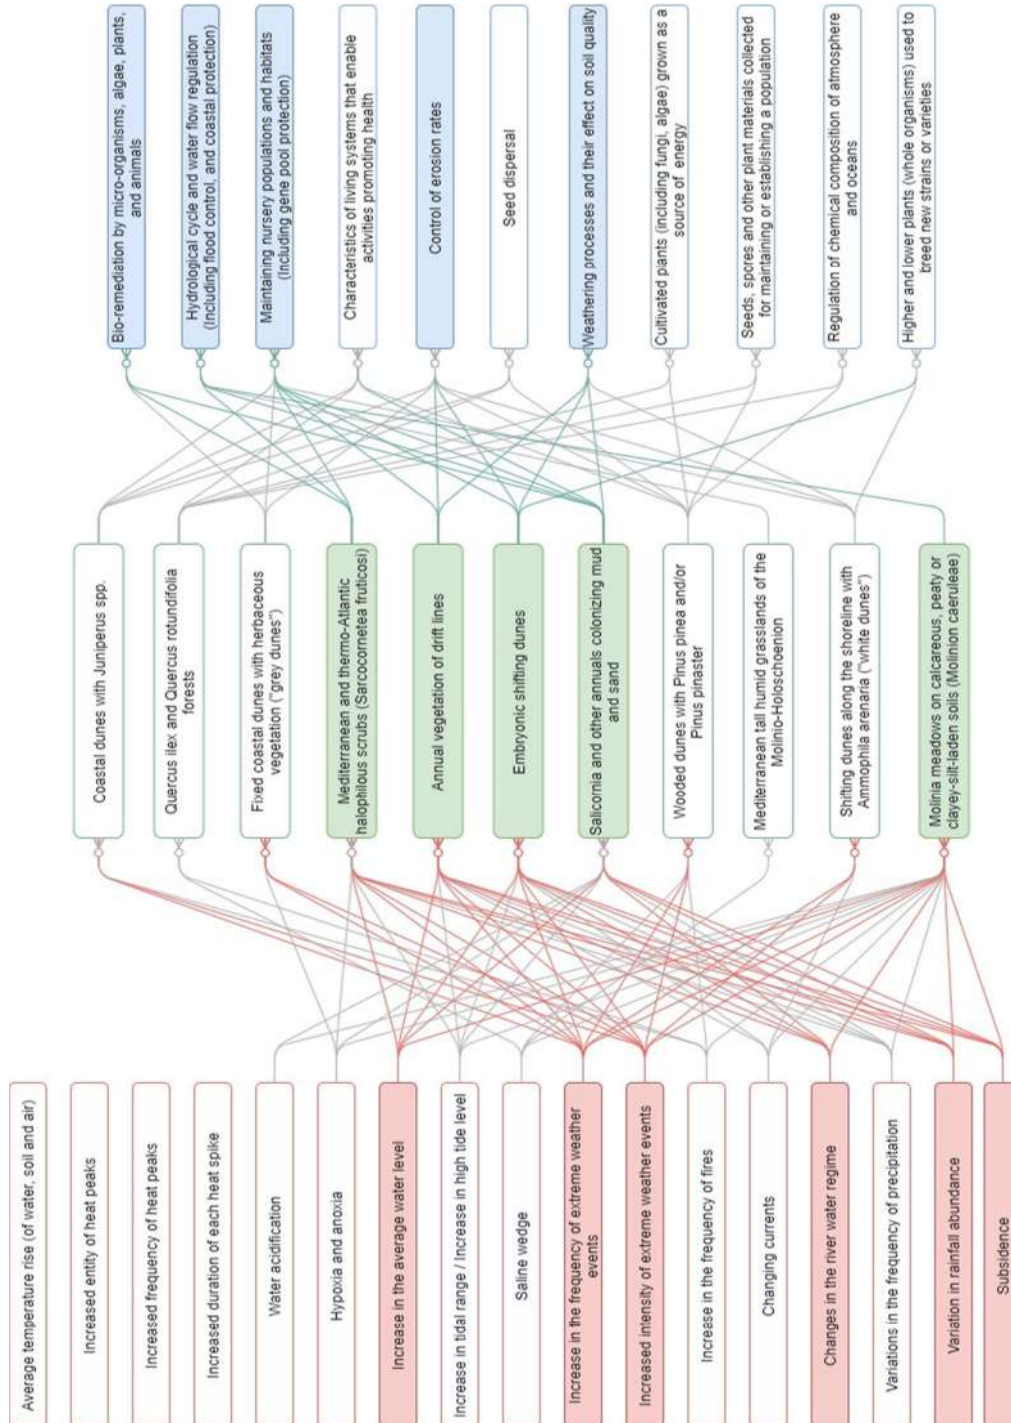 Bio-remediation by micro-organisms, algae, plants,
and animals
Hydrological cycle and water flow regulation
(Including flood control, and coastal protection)
Maintaining nursery populations and habitats
(Including gene pool protection)
Characteristics of living systems that enable
activities promoting health
Control of erosion rates
Seed dispersal
Weathering processes and their effect on soil quality
Cultivated plants (including fungi, algae) grown as a
source of energy
Seeds, spores and other plant materials collected
for maintaining or establishing a population
Regulation of chemical composition of atmosphere
and oceans
Higher and lower plants (whole organisms) used to
breed new strains or varieties
Coastal dunes with Juniperus spp.
Quercus ilex and Quercus rotundifolia
forests
Fixed coastal dunes with herbaceous
vegetation ("grey dunes")
Mediterranean and thermo-Atlantic
halophilous scrubs (Sarcocornetea fruticosi)
Annual vegetation of drift lines
Embryonic shifting dunes
Salicornia and other annuals colonizing mud
and sand
Wooded dunes with Pinus pinea and/or
Pinus pinaster
Mediterranean tall humid grasslands of the
Molinio-Holoschoenion
Shifting dunes along the shoreline with
Ammophila arenaria ("white dunes")
Molinia meadows on calcareous, peaty or
clayey-silt-laden soils (Molinion caeruleae)
Average temperature rise (of water, soil and air)
Increased entity of heat peaks
Increased frequency of heat peaks
Increased duration of each heat spike
Water acidification
Hypoxia and anoxia
Increase in the average water level
Increase in tidal range / Increase in high tide level
Saline wedge
Increase in the frequency of extreme weather
events
Increased intensity of extreme weather events
Increase in the frequency of fires
Changing currents
Changes in the river water regime
Variations in the frequency of precipitation
Variation in rainfall abundance
Subsidence